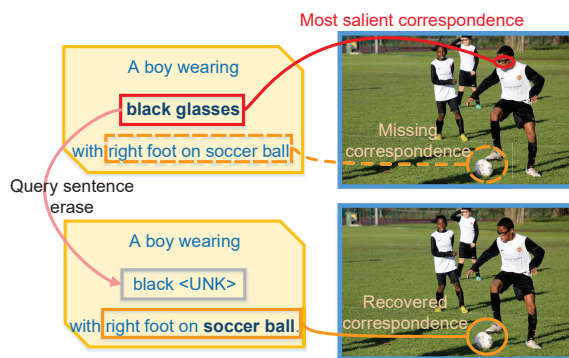 Most salient correspondence
A boy wearing
black glasses
with right foot on soccer ball
Missing
correspondence
Query sentence
erase
A boy wearing
black <UNK>
with right foot on soccer ball.
Recovered
correspondence